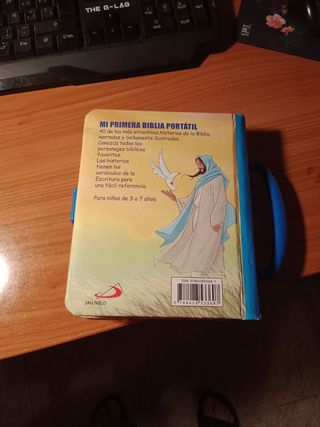 THE G-LAB
MI PRIMERA BIBLIA PORTÁTIL
40 de las más atractivas historias de la Biblia,
narradas y bellamente ilustradas.
Conozca todos los
personajes bíblicos
favoritos.
Las historias
tienen los
versículos de la
Escritura para
una fácil referencia.
Para niños de 3 a 7 años.
SAN PABLO